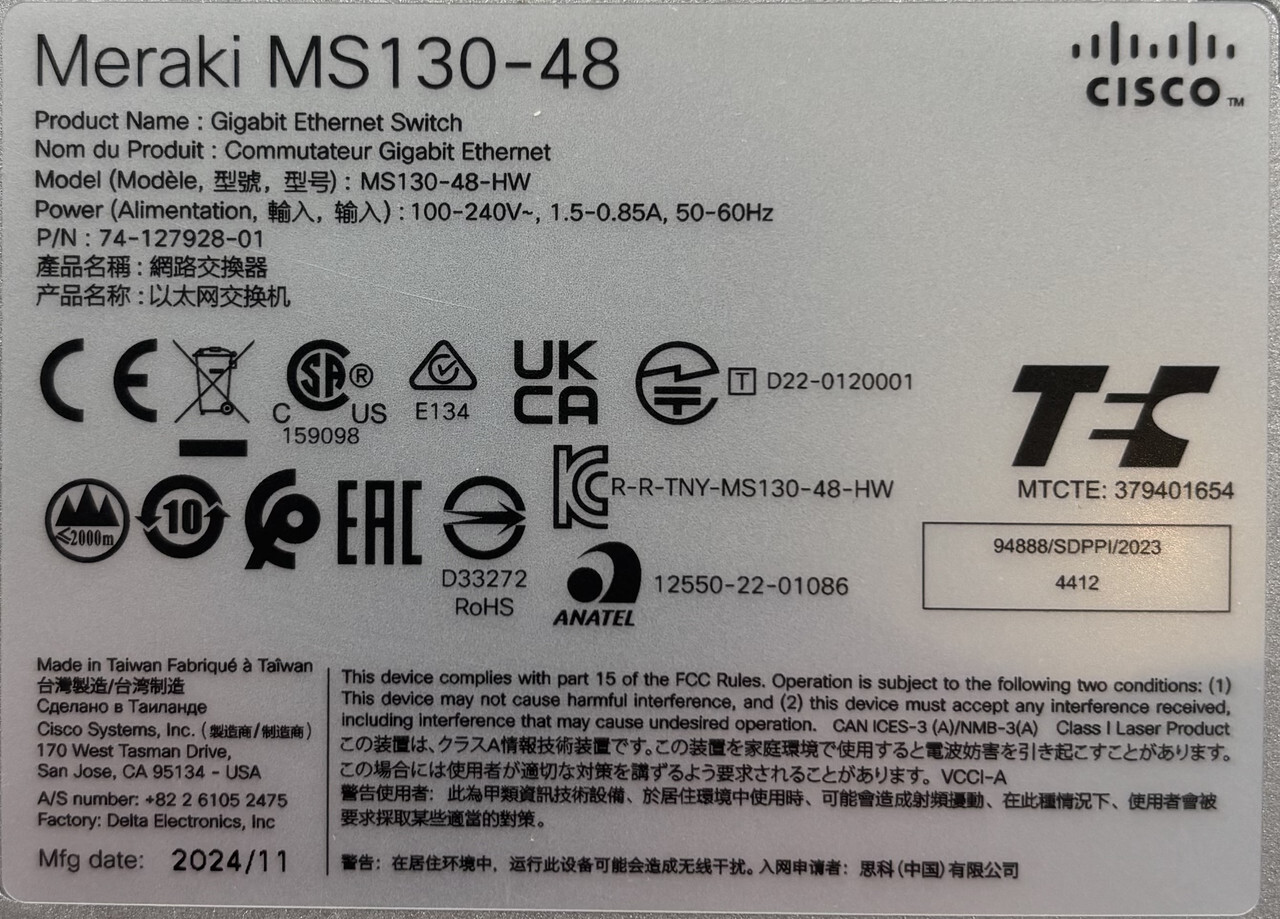 Meraki MS130-48
CISCO™
Product Name : Gigabit Ethernet Switch
Nom du Produit : Commutateur Gigabit Ethernet
Model (Modèle, 型號, 型号) : MS130-48-HW
Power (Alimentation, 輸入, 输入) : 100-240V~, 1.5-0.85A, 50-60Hz
P/N : 74-127928-01
產品名稱 : 網路交換器
产品名称 : 以太网交换机
CE
SA®
C US
159098
E134
UK
CA
T D22-0120001
TEC
MTCTE: 379401654
≤2000m
10
EAC
D33272
RoHS
KC R-R-TNY-MS130-48-HW
ANATEL
12550-22-01086
94888/SDPPI/2023
4412
Made in Taiwan Fabriqué à Taïwan
台灣製造/台湾制造
Сделано в Таиланде
Cisco Systems, Inc. (製造商/制造商)
170 West Tasman Drive,
San Jose, CA 95134 - USA
A/S number: +82 2 6105 2475
Factory: Delta Electronics, Inc
Mfg date: 2024/11
This device complies with part 15 of the FCC Rules. Operation is subject to the following two conditions: (1)
This device may not cause harmful interference, and (2) this device must accept any interference received,
including interference that may cause undesired operation. CAN ICES-3 (A)/NMB-3(A) Class I Laser Product
この装置は、クラスA情報技術装置です。この装置を家庭環境で使用すると電波妨害を引き起こすことがあります。
この場合には使用者が適切な対策を講ずるよう要求されることがあります。 VCCI-A
警告使用者: 此為甲類資訊技術設備、於居住環境中使用時、可能會造成射頻擾動、在此種情況下、使用者會被
要求採取某些適當的對策。
警告: 在居住环境中，运行此设备可能会造成无线干扰。入网申请者: 思科(中国)有限公司